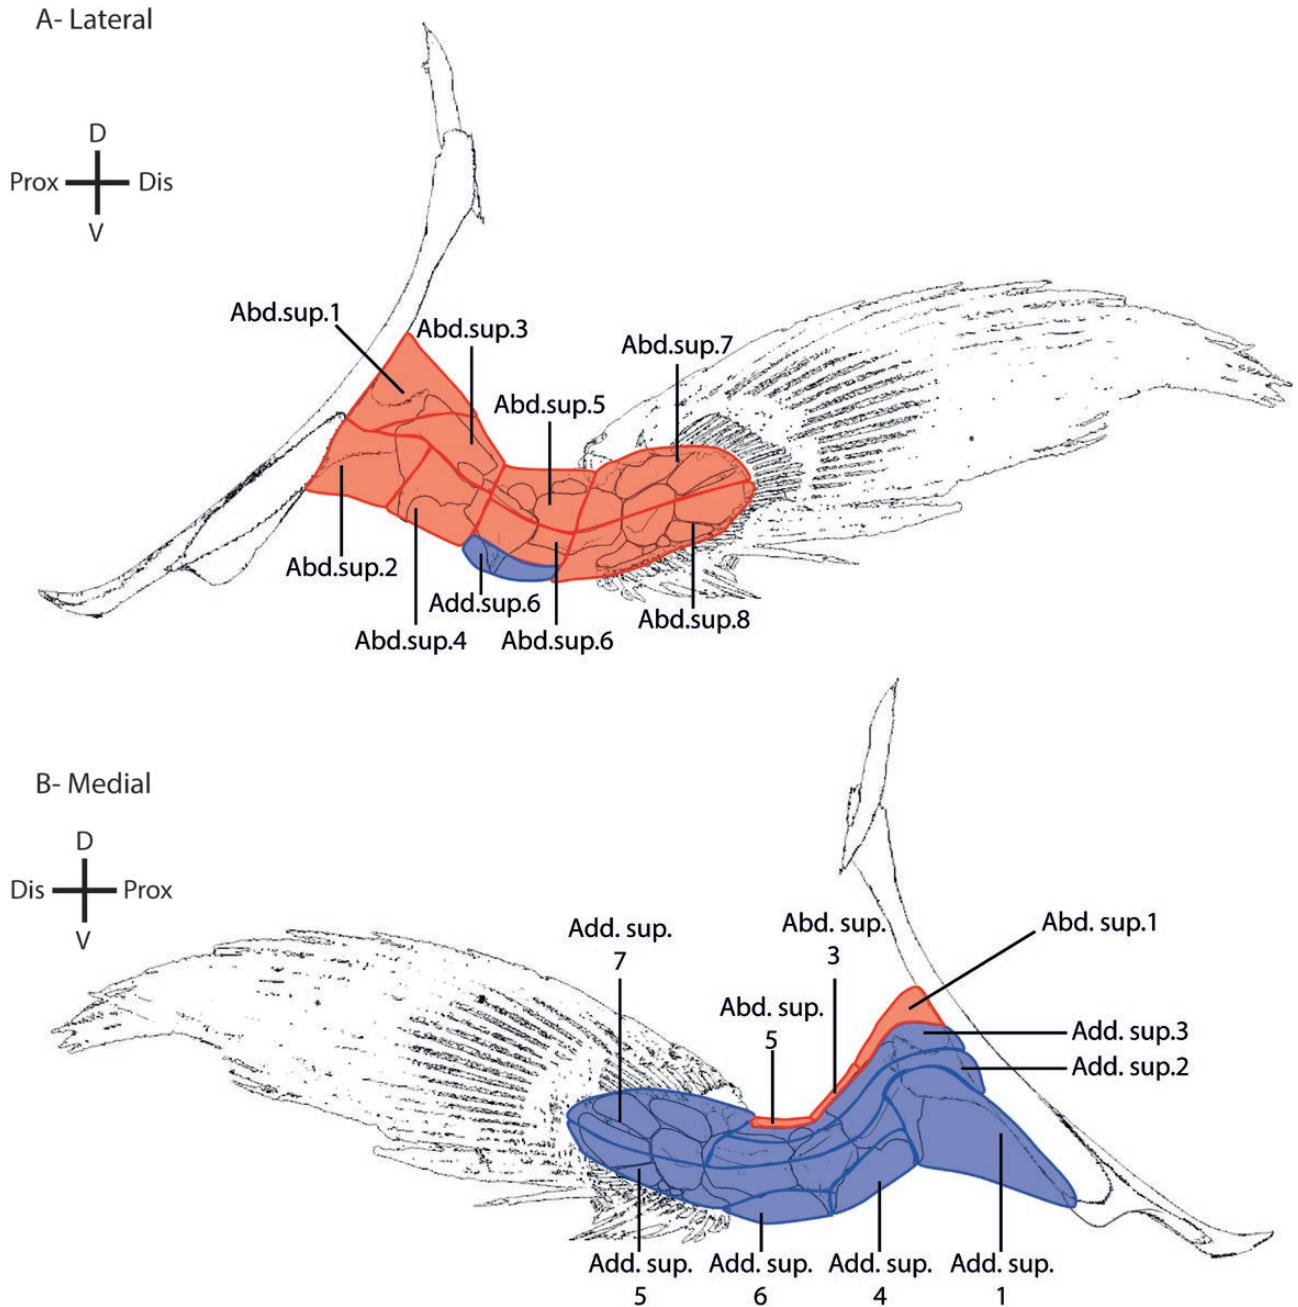 A- Lateral
D
Prox Dis
V
Abd.sup.1
Abd.sup.3
Abd.sup.7
Abd.sup.5
Abd.sup.2
Add.sup.6
Abd.sup.8
Abd.sup.4
Abd.sup.6
B- Medial
D
Dis Prox
V
Add. sup.
7
Abd. sup.
3
Abd. sup.1
Abd. sup.
5
Add. sup.3
Add. sup.2
Add. sup.
5
Add. sup.
6
Add. sup.
4
Add. sup.
1